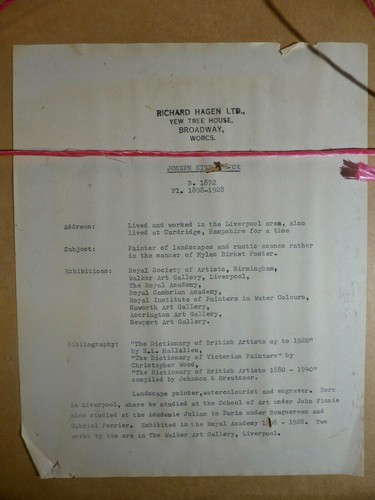 RICHARD HAGEN LTD.,
YEW TREE HOUSE,
BROADWAY,
WORCS.
JOSEPH
B. 1872
Fl. 1898-1928
Address: Lived and worked in the Liverpool area, also
lived at Curdridge, Hampshire for a time
Subject: Painter of landscapes and rustic scenes rather
in the manner of Myles Birket Foster.
Exhibitions: Royal Society of Artists, Birmingham,
Walker Art Gallery, Liverpool,
The Royal Academy,
Royal Cambrian Academy,
Royal Institute of Painters in Water Colours,
Haworth Art Gallery,
Accrington Art Gallery,
Newport Art Gallery.
Bibliography: "The Dictionary of British Artists up to 1920"
by H.L. Mallalieu,
"The Dictionary of Victorian Painters" by
Christopher Wood,
"The Dictionary of British Artists 1880 - 1940"
compiled by Johnson & Greutzner.
Landscape painter, watercolourist and engraver. Born
in Liverpool, where he studied at the School of Art under John Finnie
also studied at the Academie Julian in Paris under Bouguereau and
Gabriel Ferrier. Exhibited in the Royal Academy 1898 - 1928. Two
works by his are in The Walker Art Gallery, Liverpool.